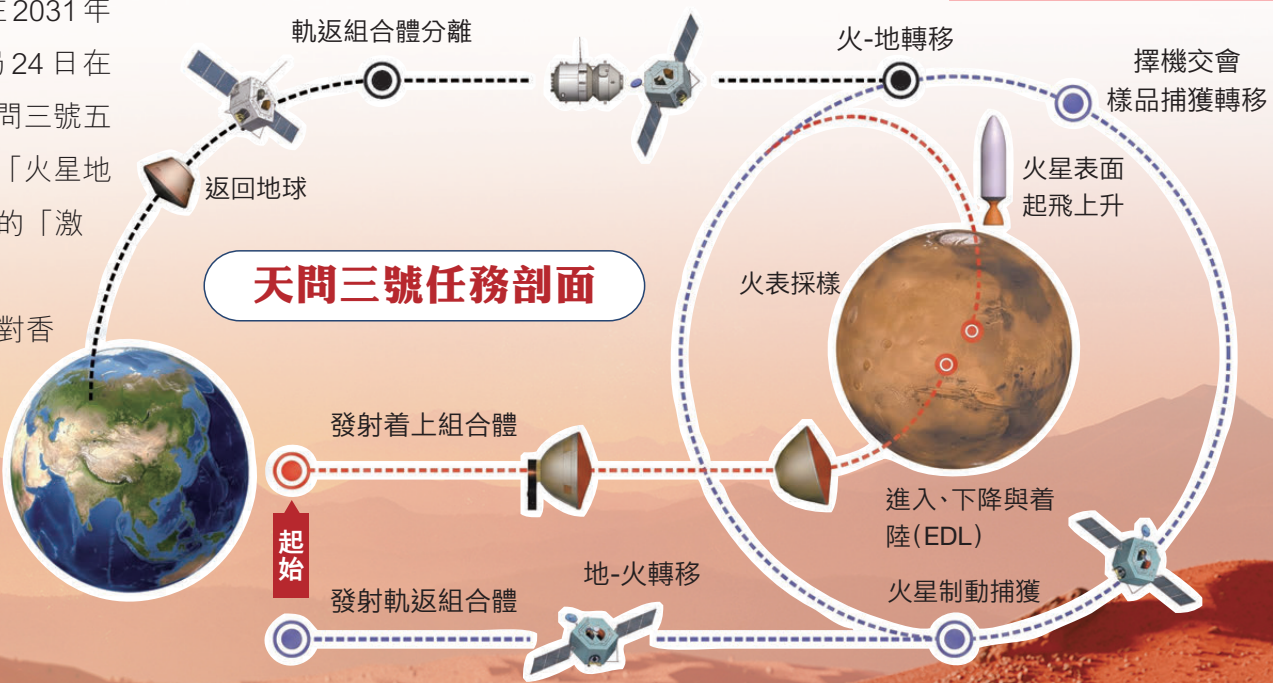 在2031年
局24日在
問三號五
「火星地
的「激
對香
軌返組合體分離
火-地轉移
擇機交會
樣品捕獲轉移
火星表面
起飛上升
返回地球
天問三號任務剖面
火表採樣
發射着上組合體
進入、下降與着
陸(EDL)
起始
地-火轉移
火星制動捕獲
發射軌返組合體